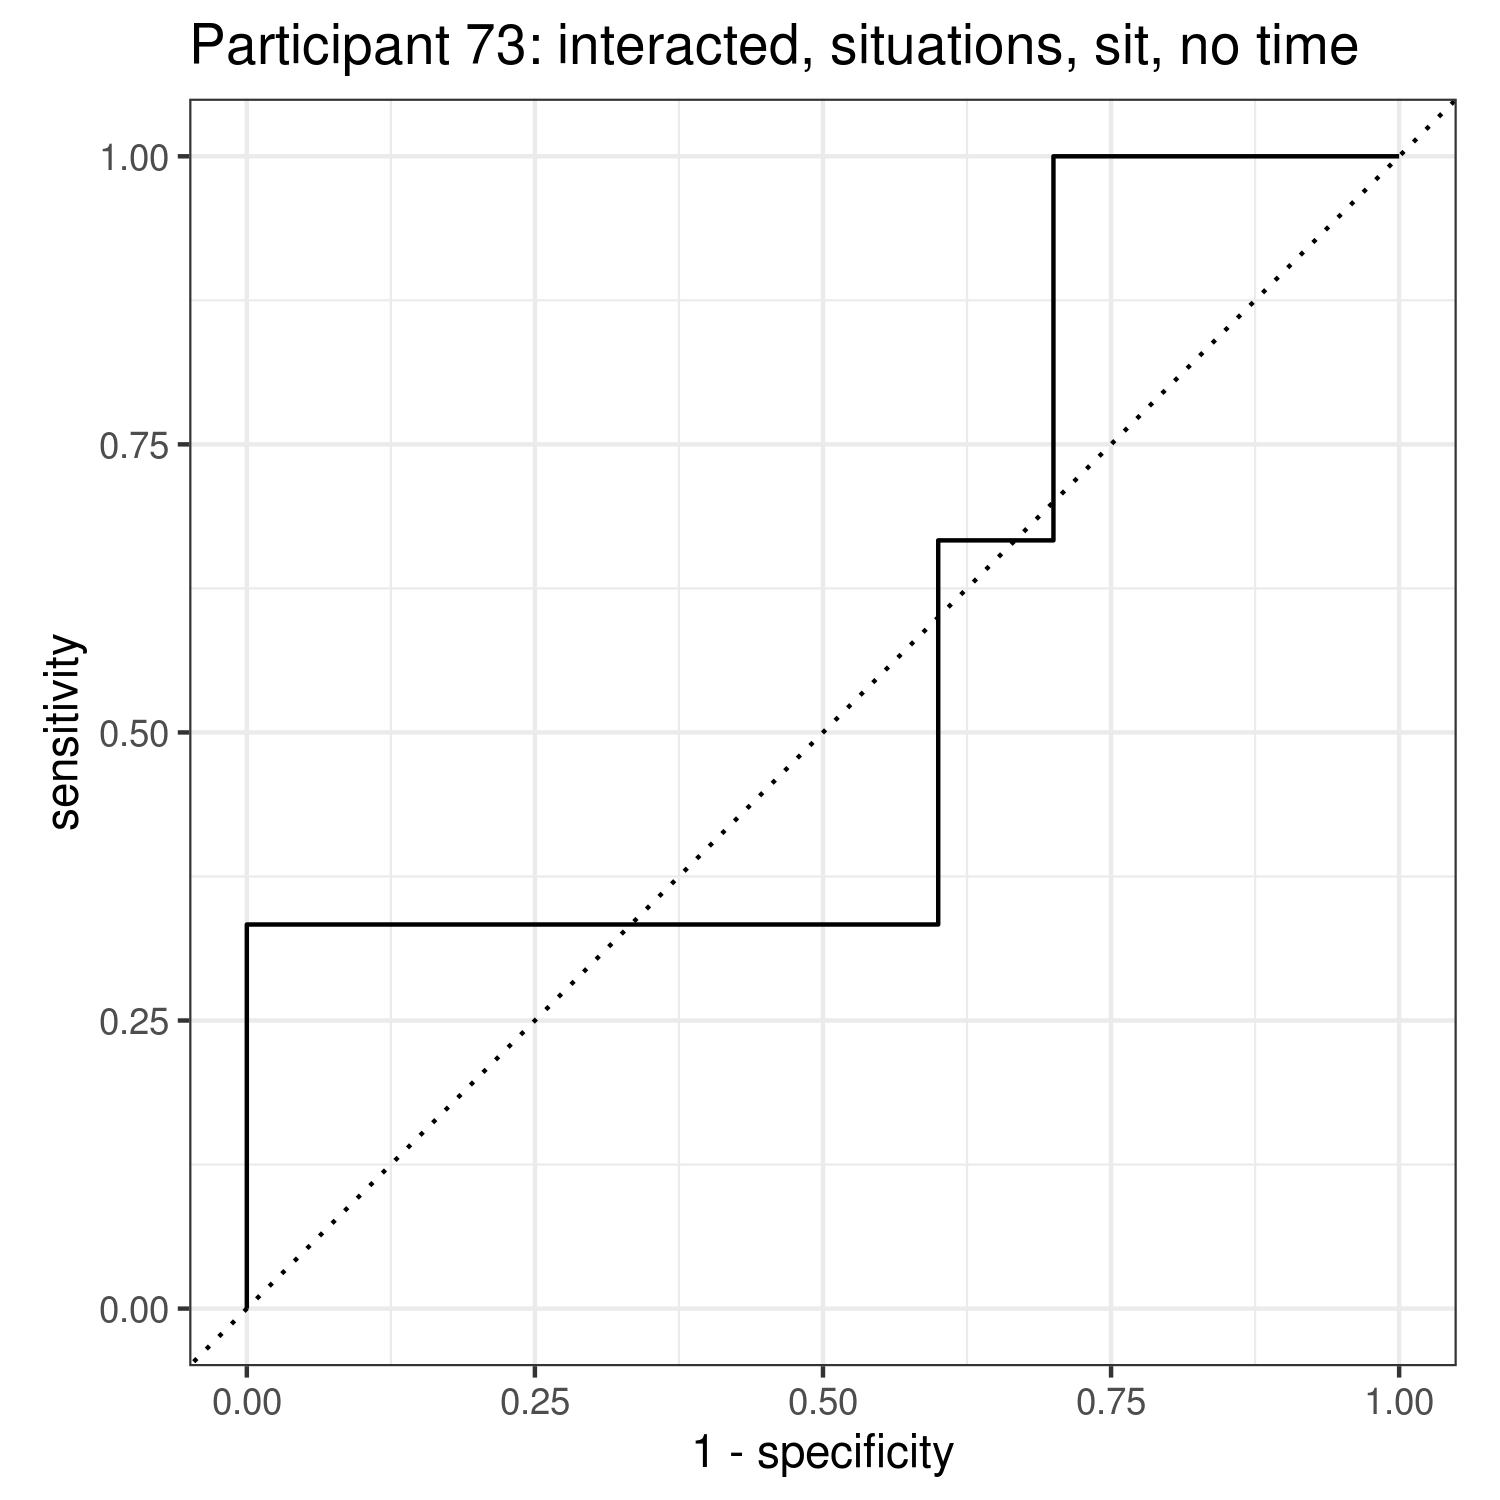 Participant 73: interacted, situations, sit, no time
1.00
0.75
0.50
0.25
0.00
sensitivity
0.00 0.25 0.50 0.75 1.00
1 - specificity